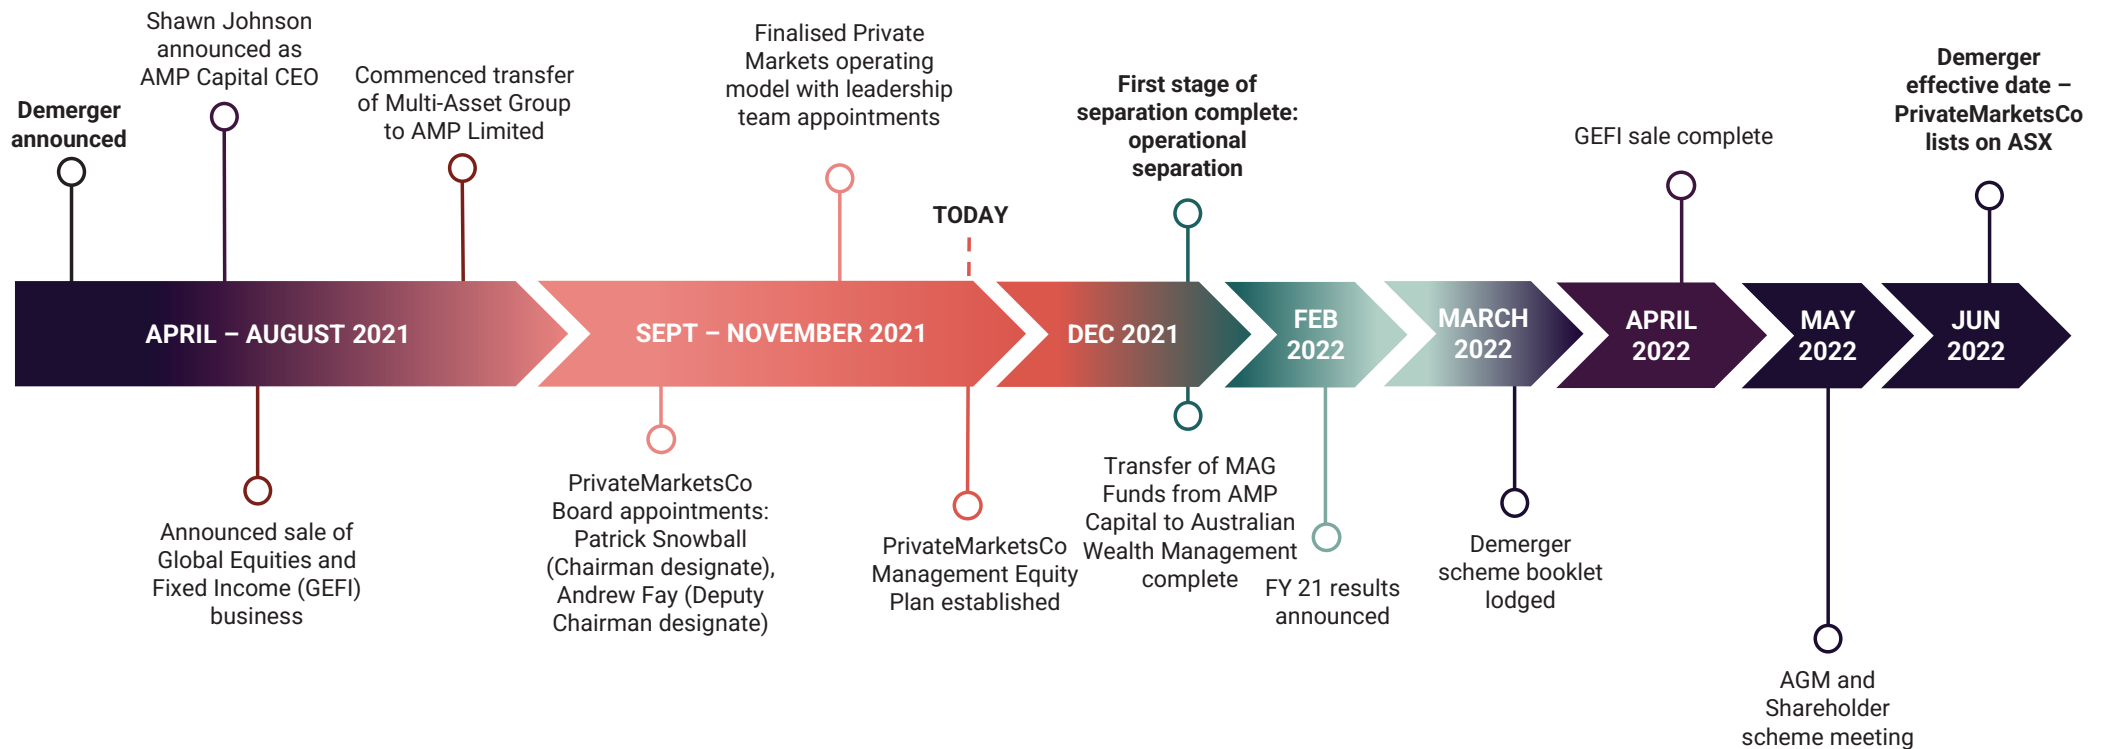 Demerger
announced
Shawn Johnson
announced as
AMP Capital CEO
Commenced transfer
of Multi-Asset Group
to AMP Limited
Finalised Private
Markets operating
model with leadership
team appointments
TODAY
First stage of
separation complete:
operational
separation
GEFI sale complete
Demerger
effective date –
PrivateMarketsCo
lists on ASX
APRIL – AUGUST 2021
SEPT – NOVEMBER 2021
DEC 2021
FEB
2022
MARCH
2022
APRIL
2022
MAY
2022
JUN
2022
Announced sale of
Global Equities and
Fixed Income (GEFI)
business
PrivateMarketsCo
Board appointments:
Patrick Snowball
(Chairman designate),
Andrew Fay (Deputy
Chairman designate)
PrivateMarketsCo
Management Equity
Plan established
Transfer of MAG
Funds from AMP
Capital to Australian
Wealth Management
complete
FY 21 results
announced
Demerger
scheme booklet
lodged
AGM and
Shareholder
scheme meeting